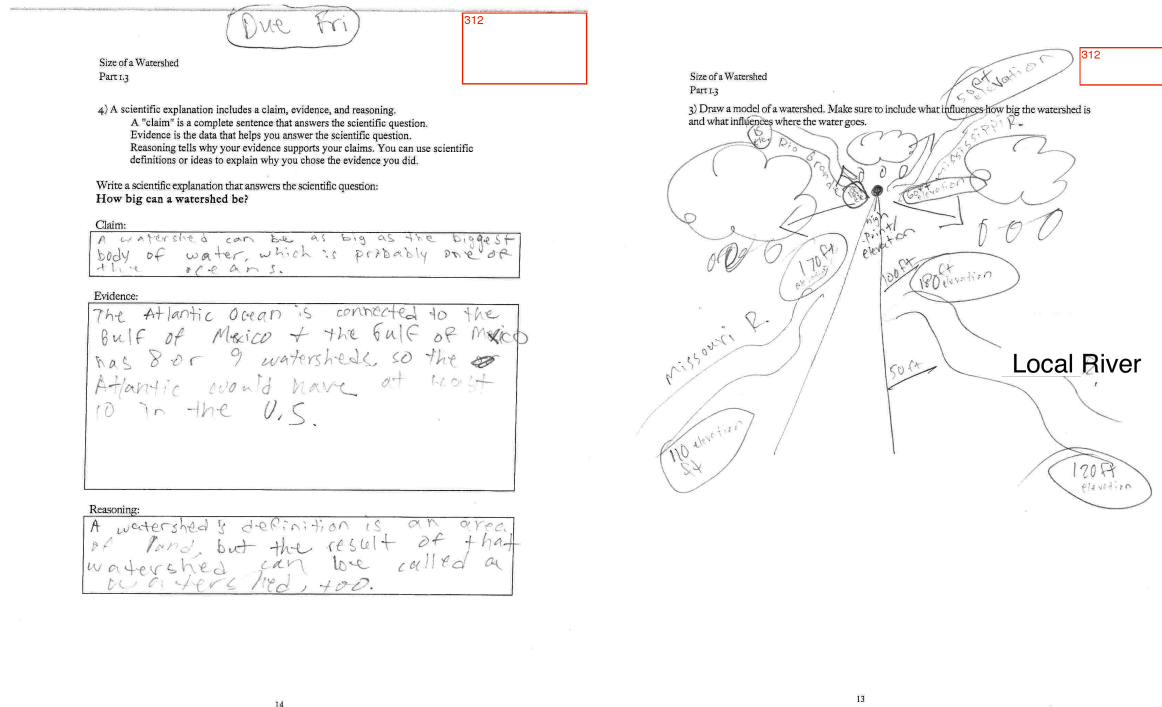 Due Fri
312
Size of a Watershed
Part 1.3
4) A scientific explanation includes a claim, evidence, and reasoning.
A "claim" is a complete sentence that answers the scientific question.
Evidence is the data that helps you answer the scientific question.
Reasoning tells why your evidence supports your claims. You can use scientific
definitions or ideas to explain why you chose the evidence you did.
Write a scientific explanation that answers the scientific question:
How big can a watershed be?
Claim:
A watershed can be as big as the biggest
body of water, which is probably one of
the oceans.
Evidence:
The Atlantic Ocean is connected to the
Gulf of Mexico + the Gulf of Mexico
has 8 or 9 watersheds, so the
Atlantic would have at least
10 in the U.S.
Reasoning:
A watershed's definition is an area
of land, but the result of that
watershed can be called a
watershed, too.
14
312
Size of a Watershed
Part 1.3
3) Draw a model of a watershed. Make sure to include what influences how big the watershed is
and what influences where the water goes.
50 ft
elevation
15
Rio Grande
Mississippi R.
60 ft
elevation
High
Point/
elevation
170 ft
elevation
100 ft
180 ft
elevation
Missouri R.
Local River
50 ft
110 elevation
ft
120 ft
elevation
13